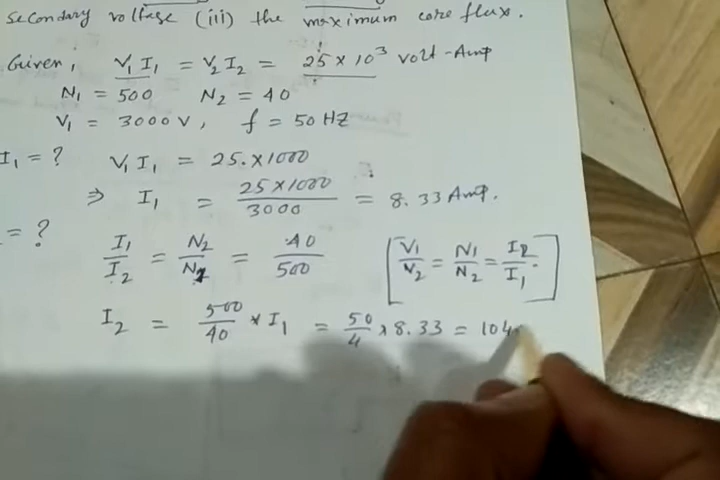 secondary voltage (iii) the maximum core flux.
Given, V₁ I₁ = V₂ I₂ = 25 × 10³ volt-Amp
N₁ = 500 N₂ = 40
V₁ = 3000 V, f = 50 HZ
I₁ = ? V₁ I₁ = 25.×1000
⇒ I₁ = 25×1000/3000 = 8.33 Amp.
= ? I₁/I₂ = N₂/N₁ = 40/500 [V₁/V₂ = N₁/N₂ = I₂/I₁.]
I₂ = 500/40 * I₁ = 50/4 × 8.33 = 104